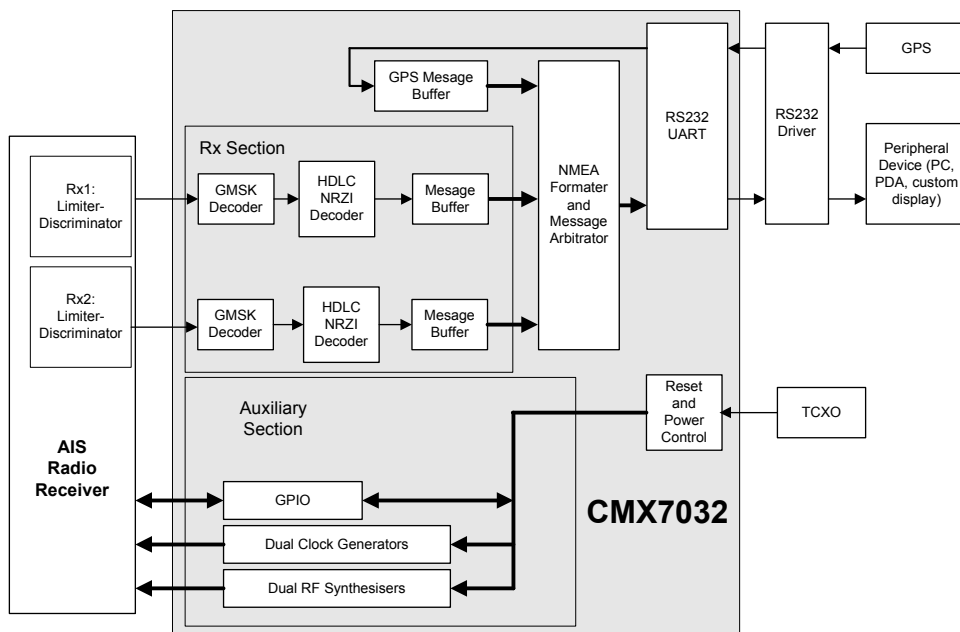 GPS Mesage
Buffer
RS232
UART
RS232
Driver
GPS
Peripheral
Device (PC,
PDA, custom
display)
Rx Section
Rx1:
Limiter-
Discriminator
GMSK
Decoder
HDLC
NRZI
Decoder
Mesage
Buffer
NMEA
Formater
and
Message
Arbitrator
Rx2:
Limiter-
Discriminator
GMSK
Decoder
HDLC
NRZI
Decoder
Mesage
Buffer
Auxiliary
Section
Reset
and
Power
Control
TCXO
AIS
Radio
Receiver
GPIO
CMX7032
Dual Clock Generators
Dual RF Synthesisers